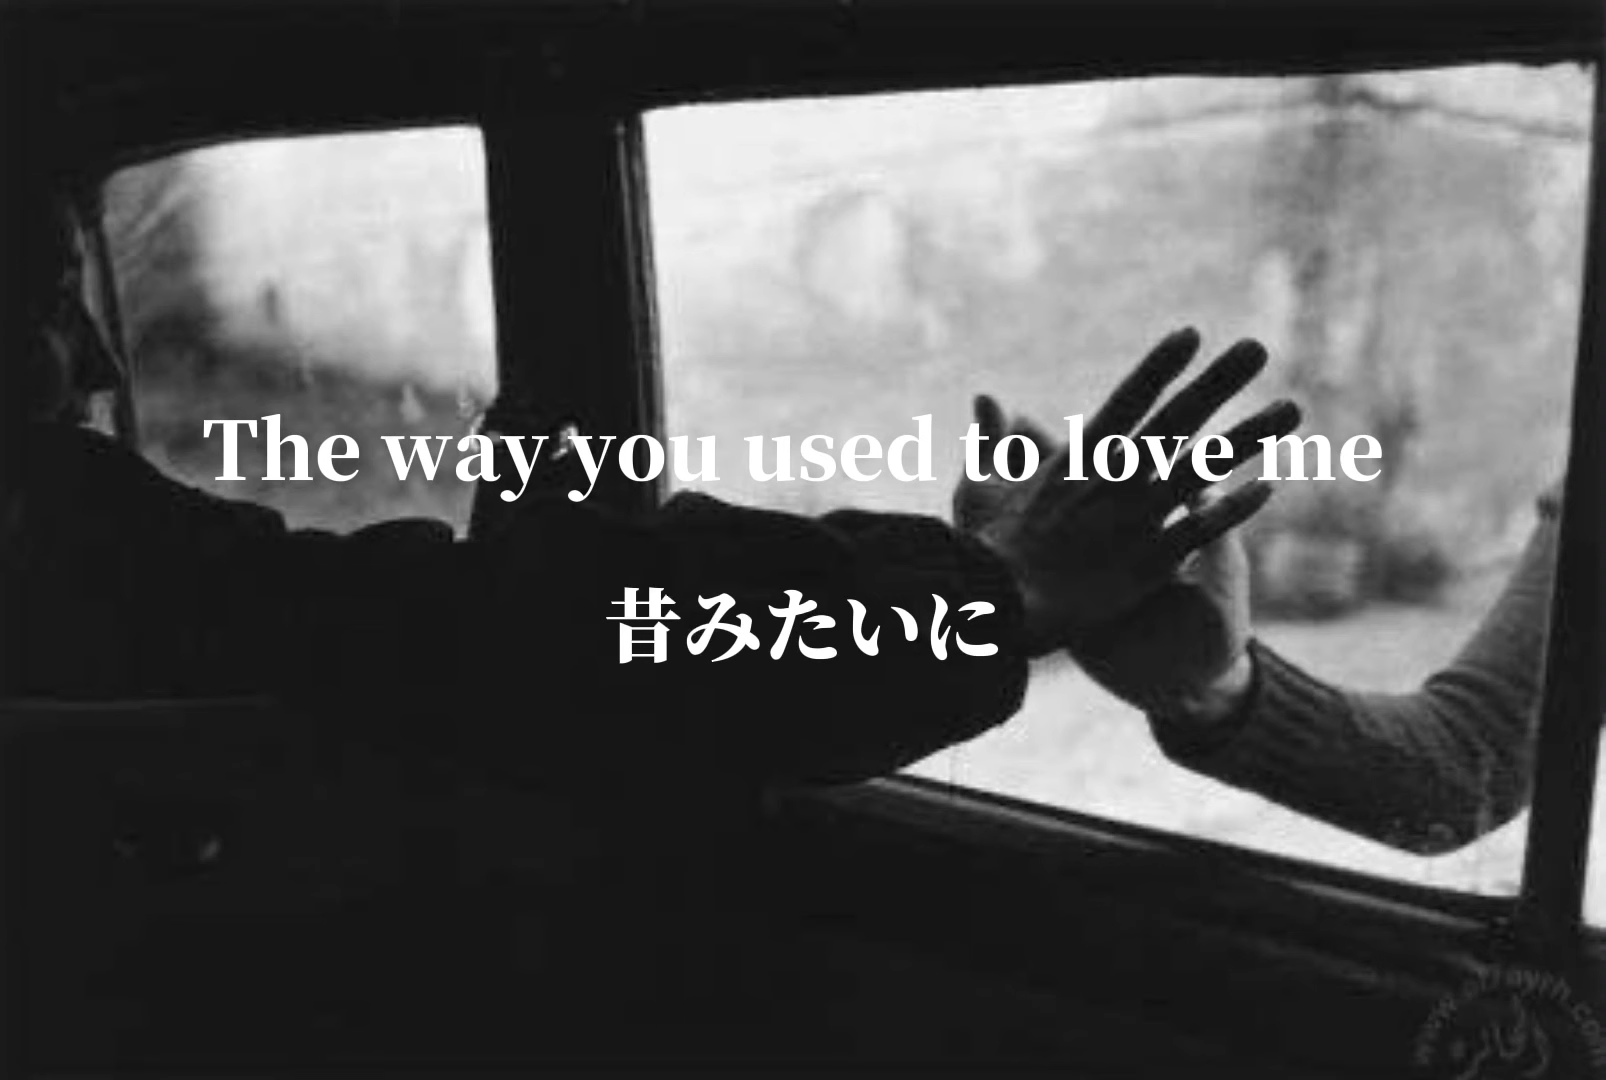 The way you used to love me
昔みたいに